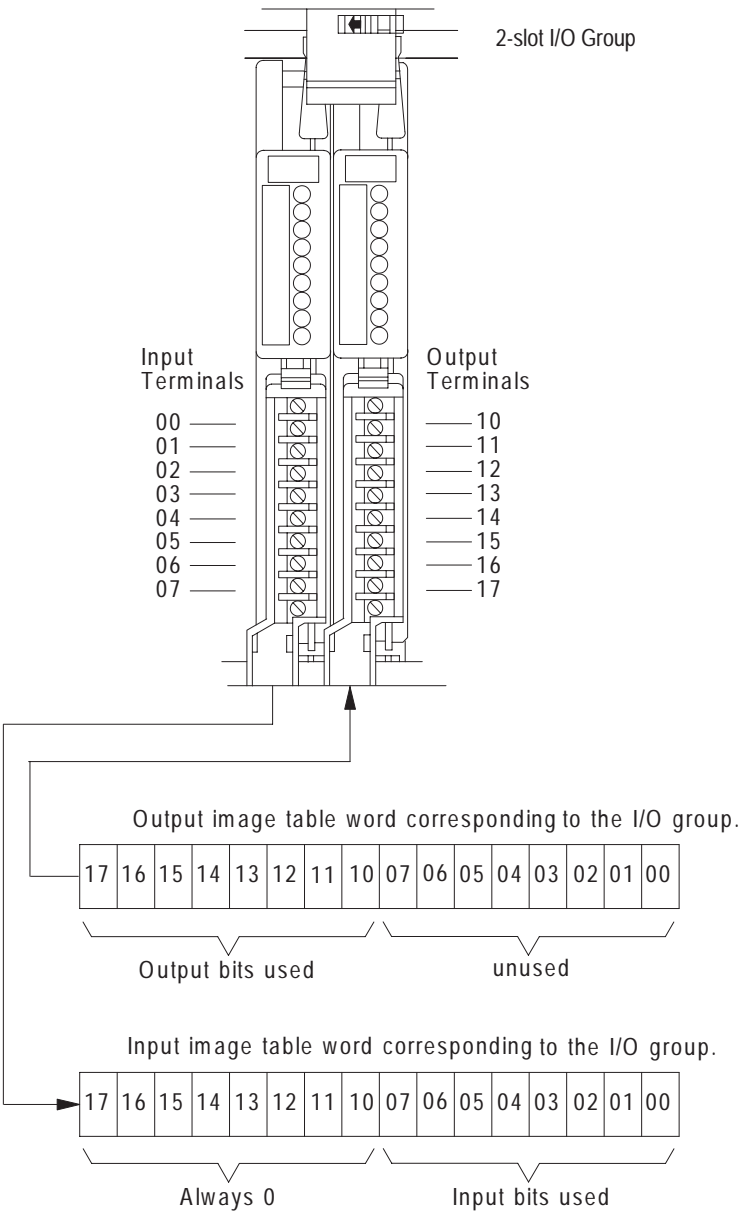 2-slot I/O Group
Input
Terminals
Output
Terminals
00
01
02
03
04
05
06
07
10
11
12
13
14
15
16
17
Output image table word corresponding to the I/O group.
17 16 15 14 13 12 11 10 07 06 05 04 03 02 01 00
Output bits used
unused
Input image table word corresponding to the I/O group.
17 16 15 14 13 12 11 10 07 06 05 04 03 02 01 00
Always 0
Input bits used